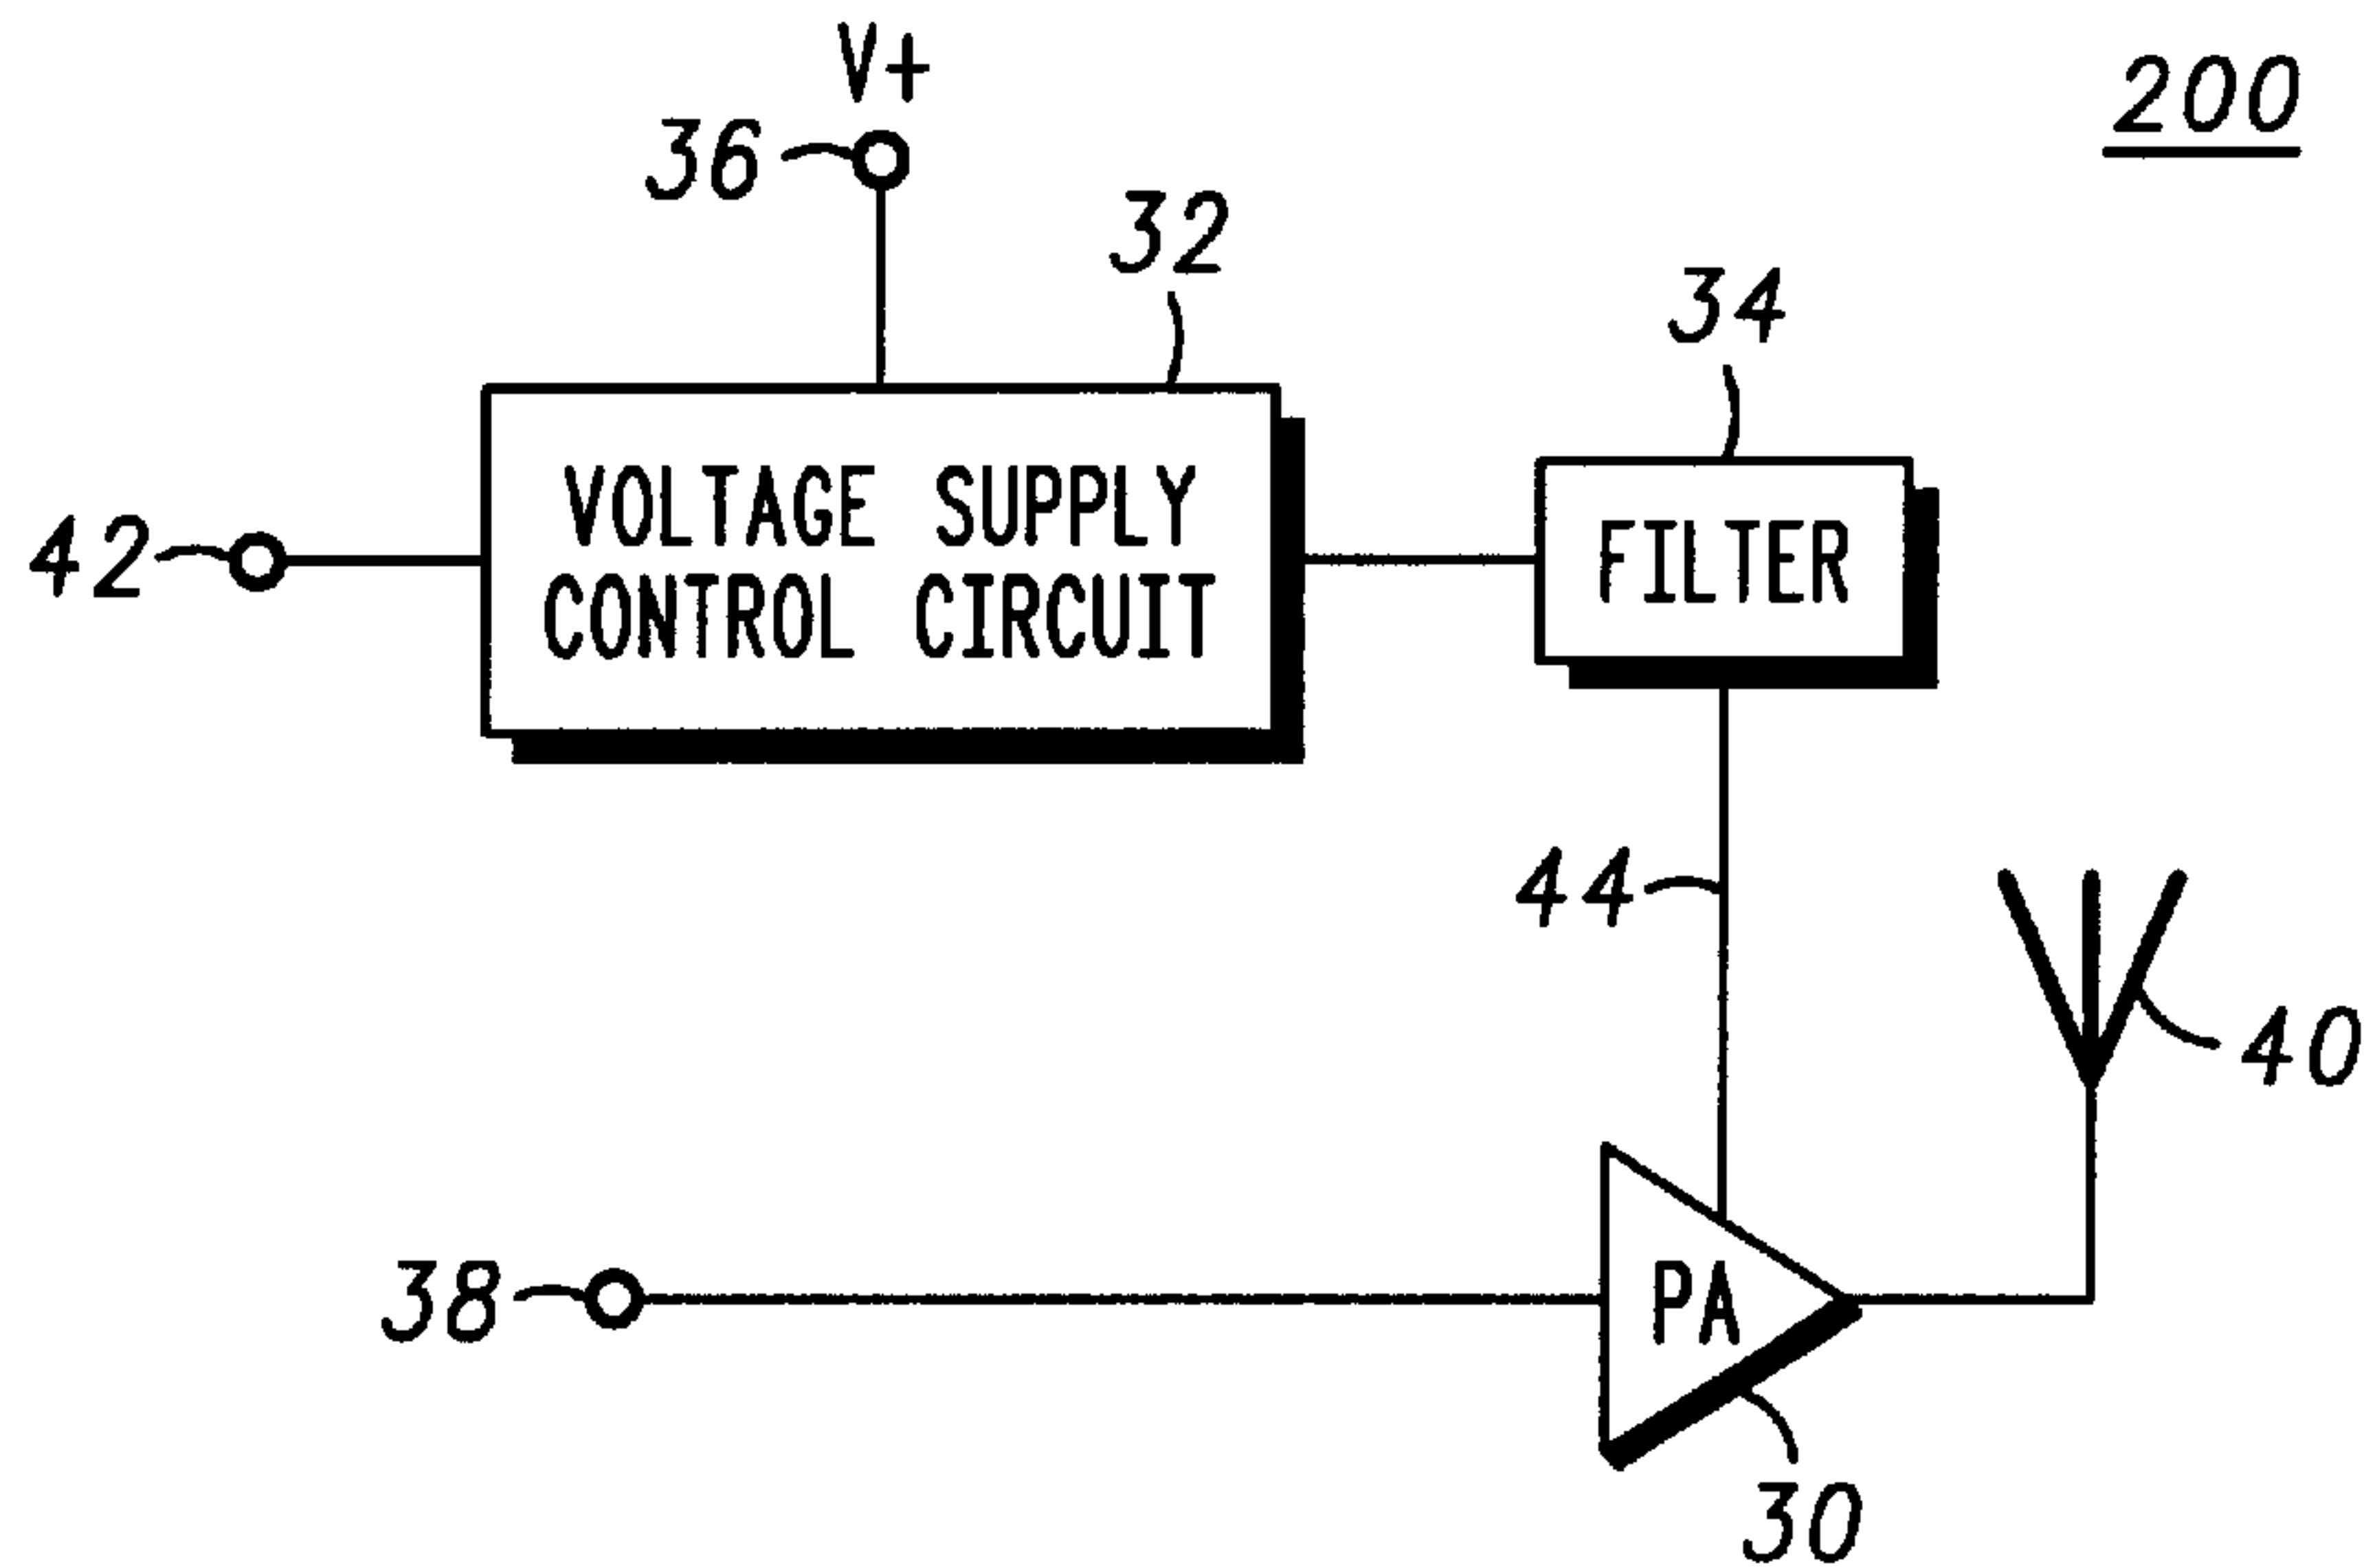 V+
200
36
32
34
VOLTAGE SUPPLY
CONTROL CIRCUIT
FILTER
42
44
40
38
PA
30